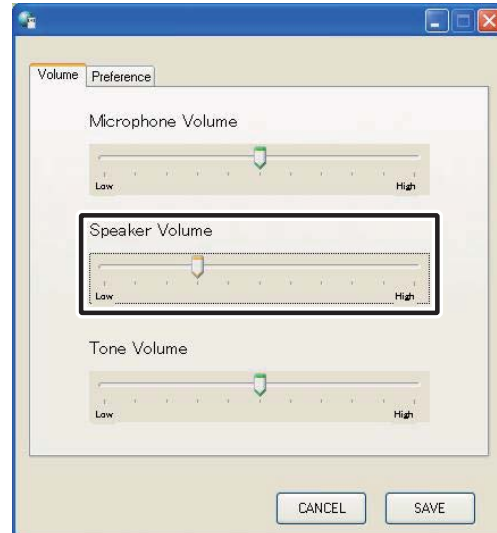 Volume Preference
Microphone Volume
Low High
Speaker Volume
Low High
Tone Volume
Low High
CANCEL SAVE